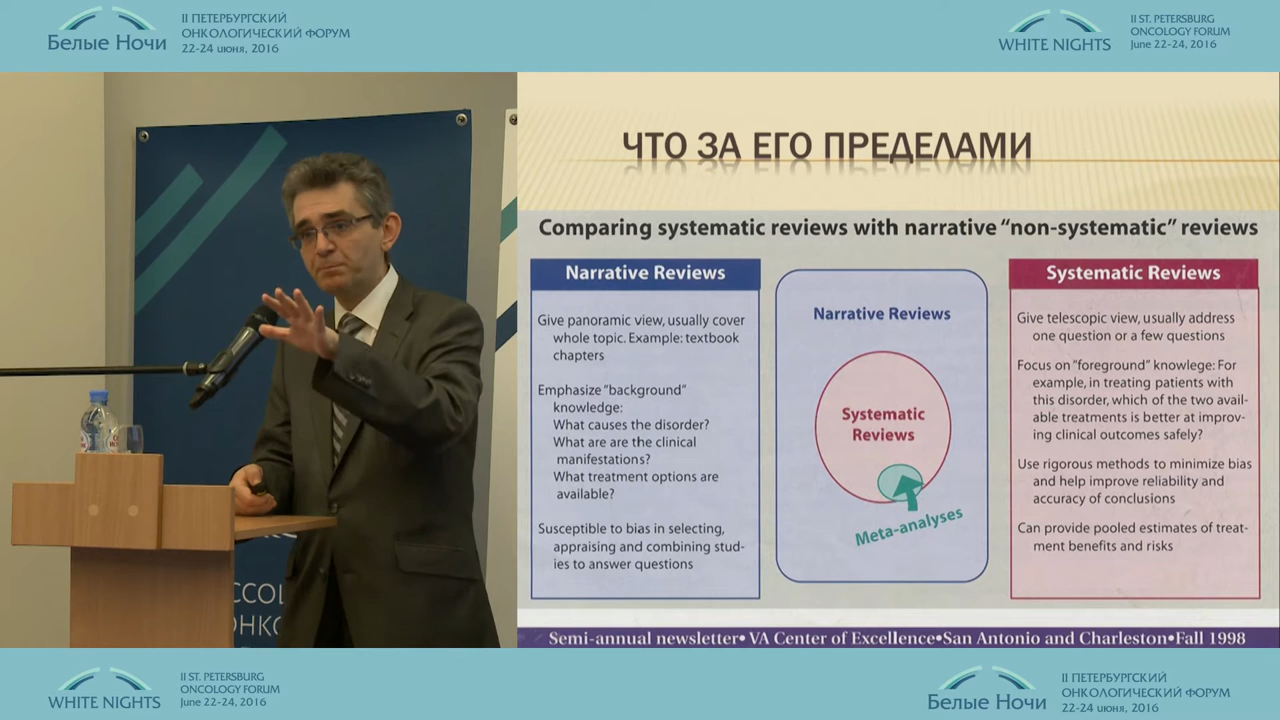 Белые Ночи
II ПЕТЕРБУРГСКИЙ
ОНКОЛОГИЧЕСКИЙ ФОРУМ
22-24 июня, 2016
WHITE NIGHTS
II ST. PETERSBURG
ONCOLOGY FORUM
June 22-24, 2016
ЧТО ЗА ЕГО ПРЕДЕЛАМИ
Comparing systematic reviews with narrative “non-systematic” reviews
Narrative Reviews
Give panoramic view, usually cover
whole topic. Example: textbook
chapters
Emphasize “background”
knowledge:
What causes the disorder?
What are are the clinical
manifestations?
What treatment options are
available?
Susceptible to bias in selecting,
appraising and combining stud-
ies to answer questions
Narrative Reviews
Systematic
Reviews
Meta-analyses
Systematic Reviews
Give telescopic view, usually address
one question or a few questions
Focus on “foreground” knowlege: For
example, in treating patients with
this disorder, which of the two avail-
able treatments is better at improv-
ing clinical outcomes safely?
Use rigorous methods to minimize bias
and help improve reliability and
accuracy of conclusions
Can provide pooled estimates of treat-
ment benefits and risks
Semi-annual newsletter• VA Center of Excellence•San Antonio and Charleston•Fall 1998
WHITE NIGHTS
II ST. PETERSBURG
ONCOLOGY FORUM
June 22-24, 2016
Белые Ночи
II ПЕТЕРБУРГСКИЙ
ОНКОЛОГИЧЕСКИЙ ФОРУМ
22-24 июня, 2016